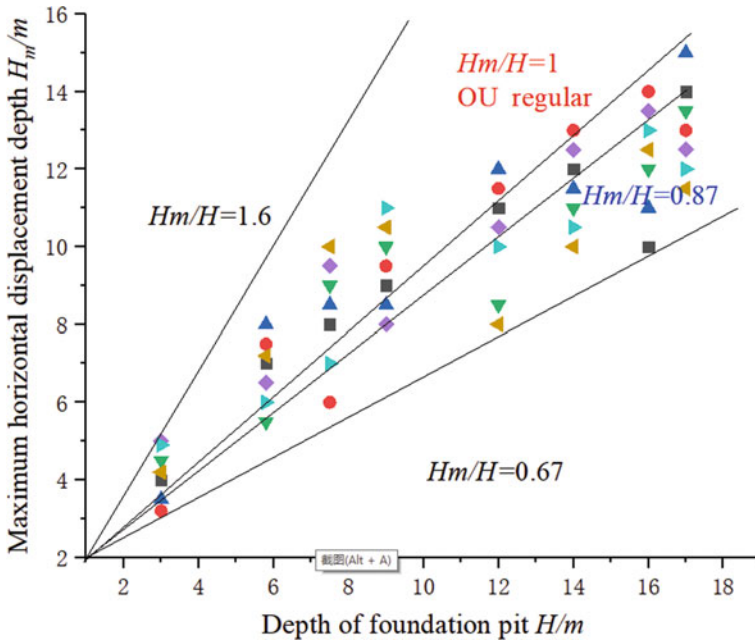 Maximum horizontal displacement depth Hm/m
16
14
12
10
8
6
4
2
Hm/H=1
OU regular
Hm/H=1.6
Hm/H=0.87
Hm/H=0.67
截图(Alt + A)
2 4 6 8 10 12 14 16 18
Depth of foundation pit H/m